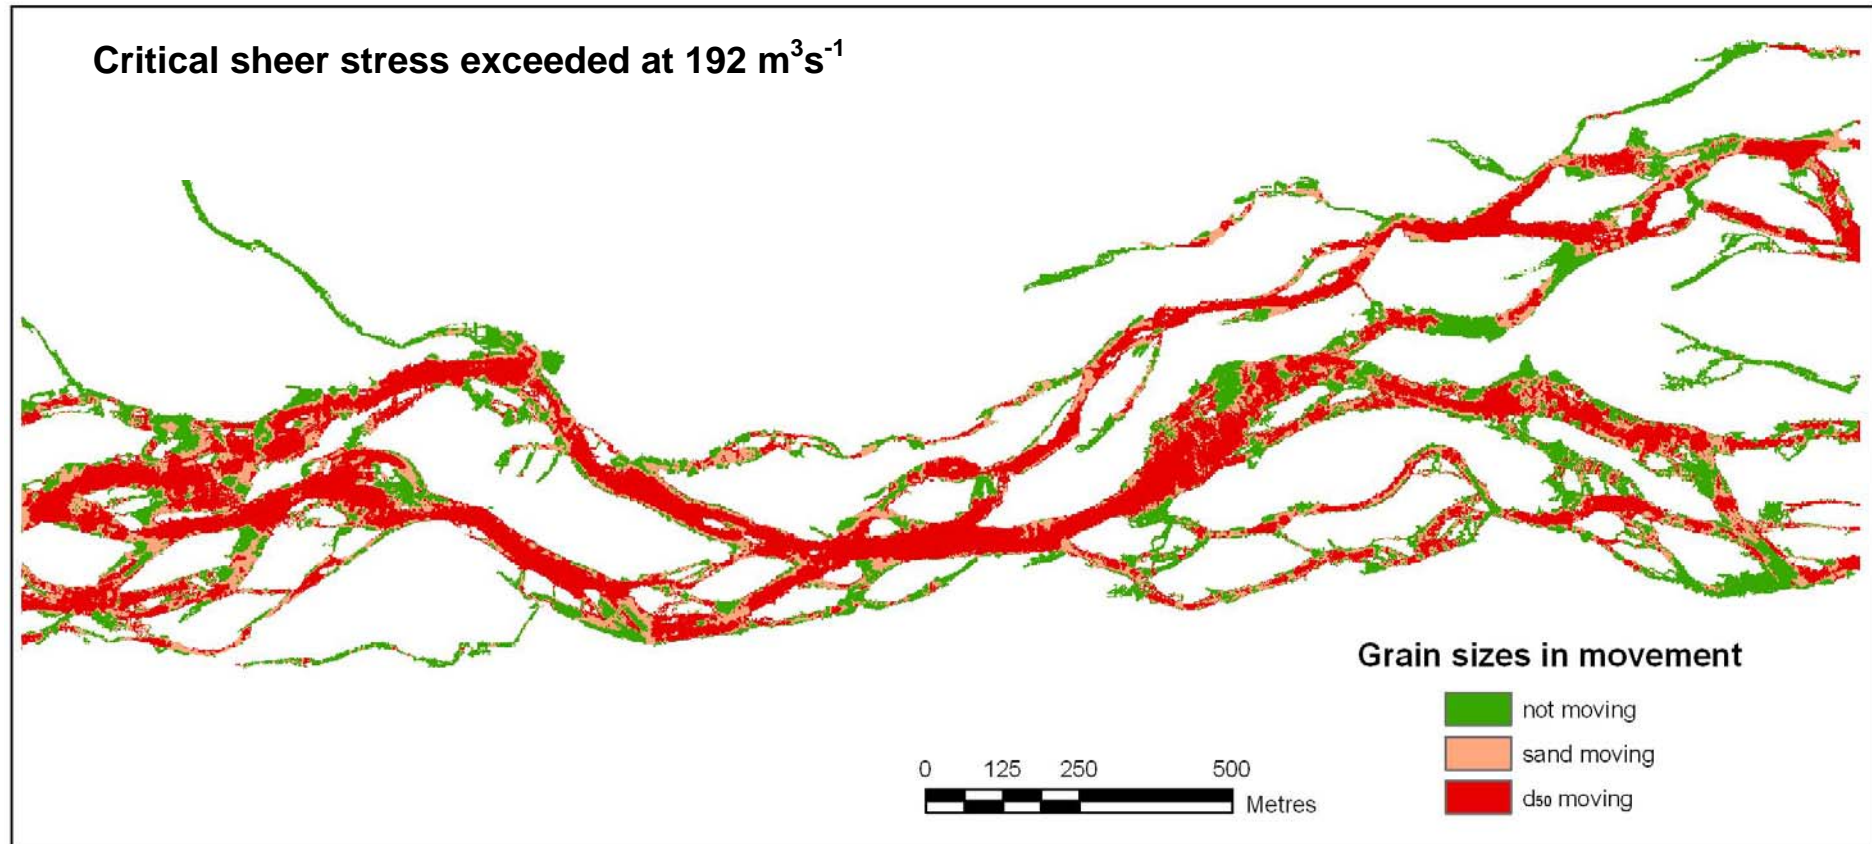 Critical sheer stress exceeded at 192 m³s⁻¹
Grain sizes in movement
not moving
sand moving
d₅₀ moving
0 125 250 500
Metres